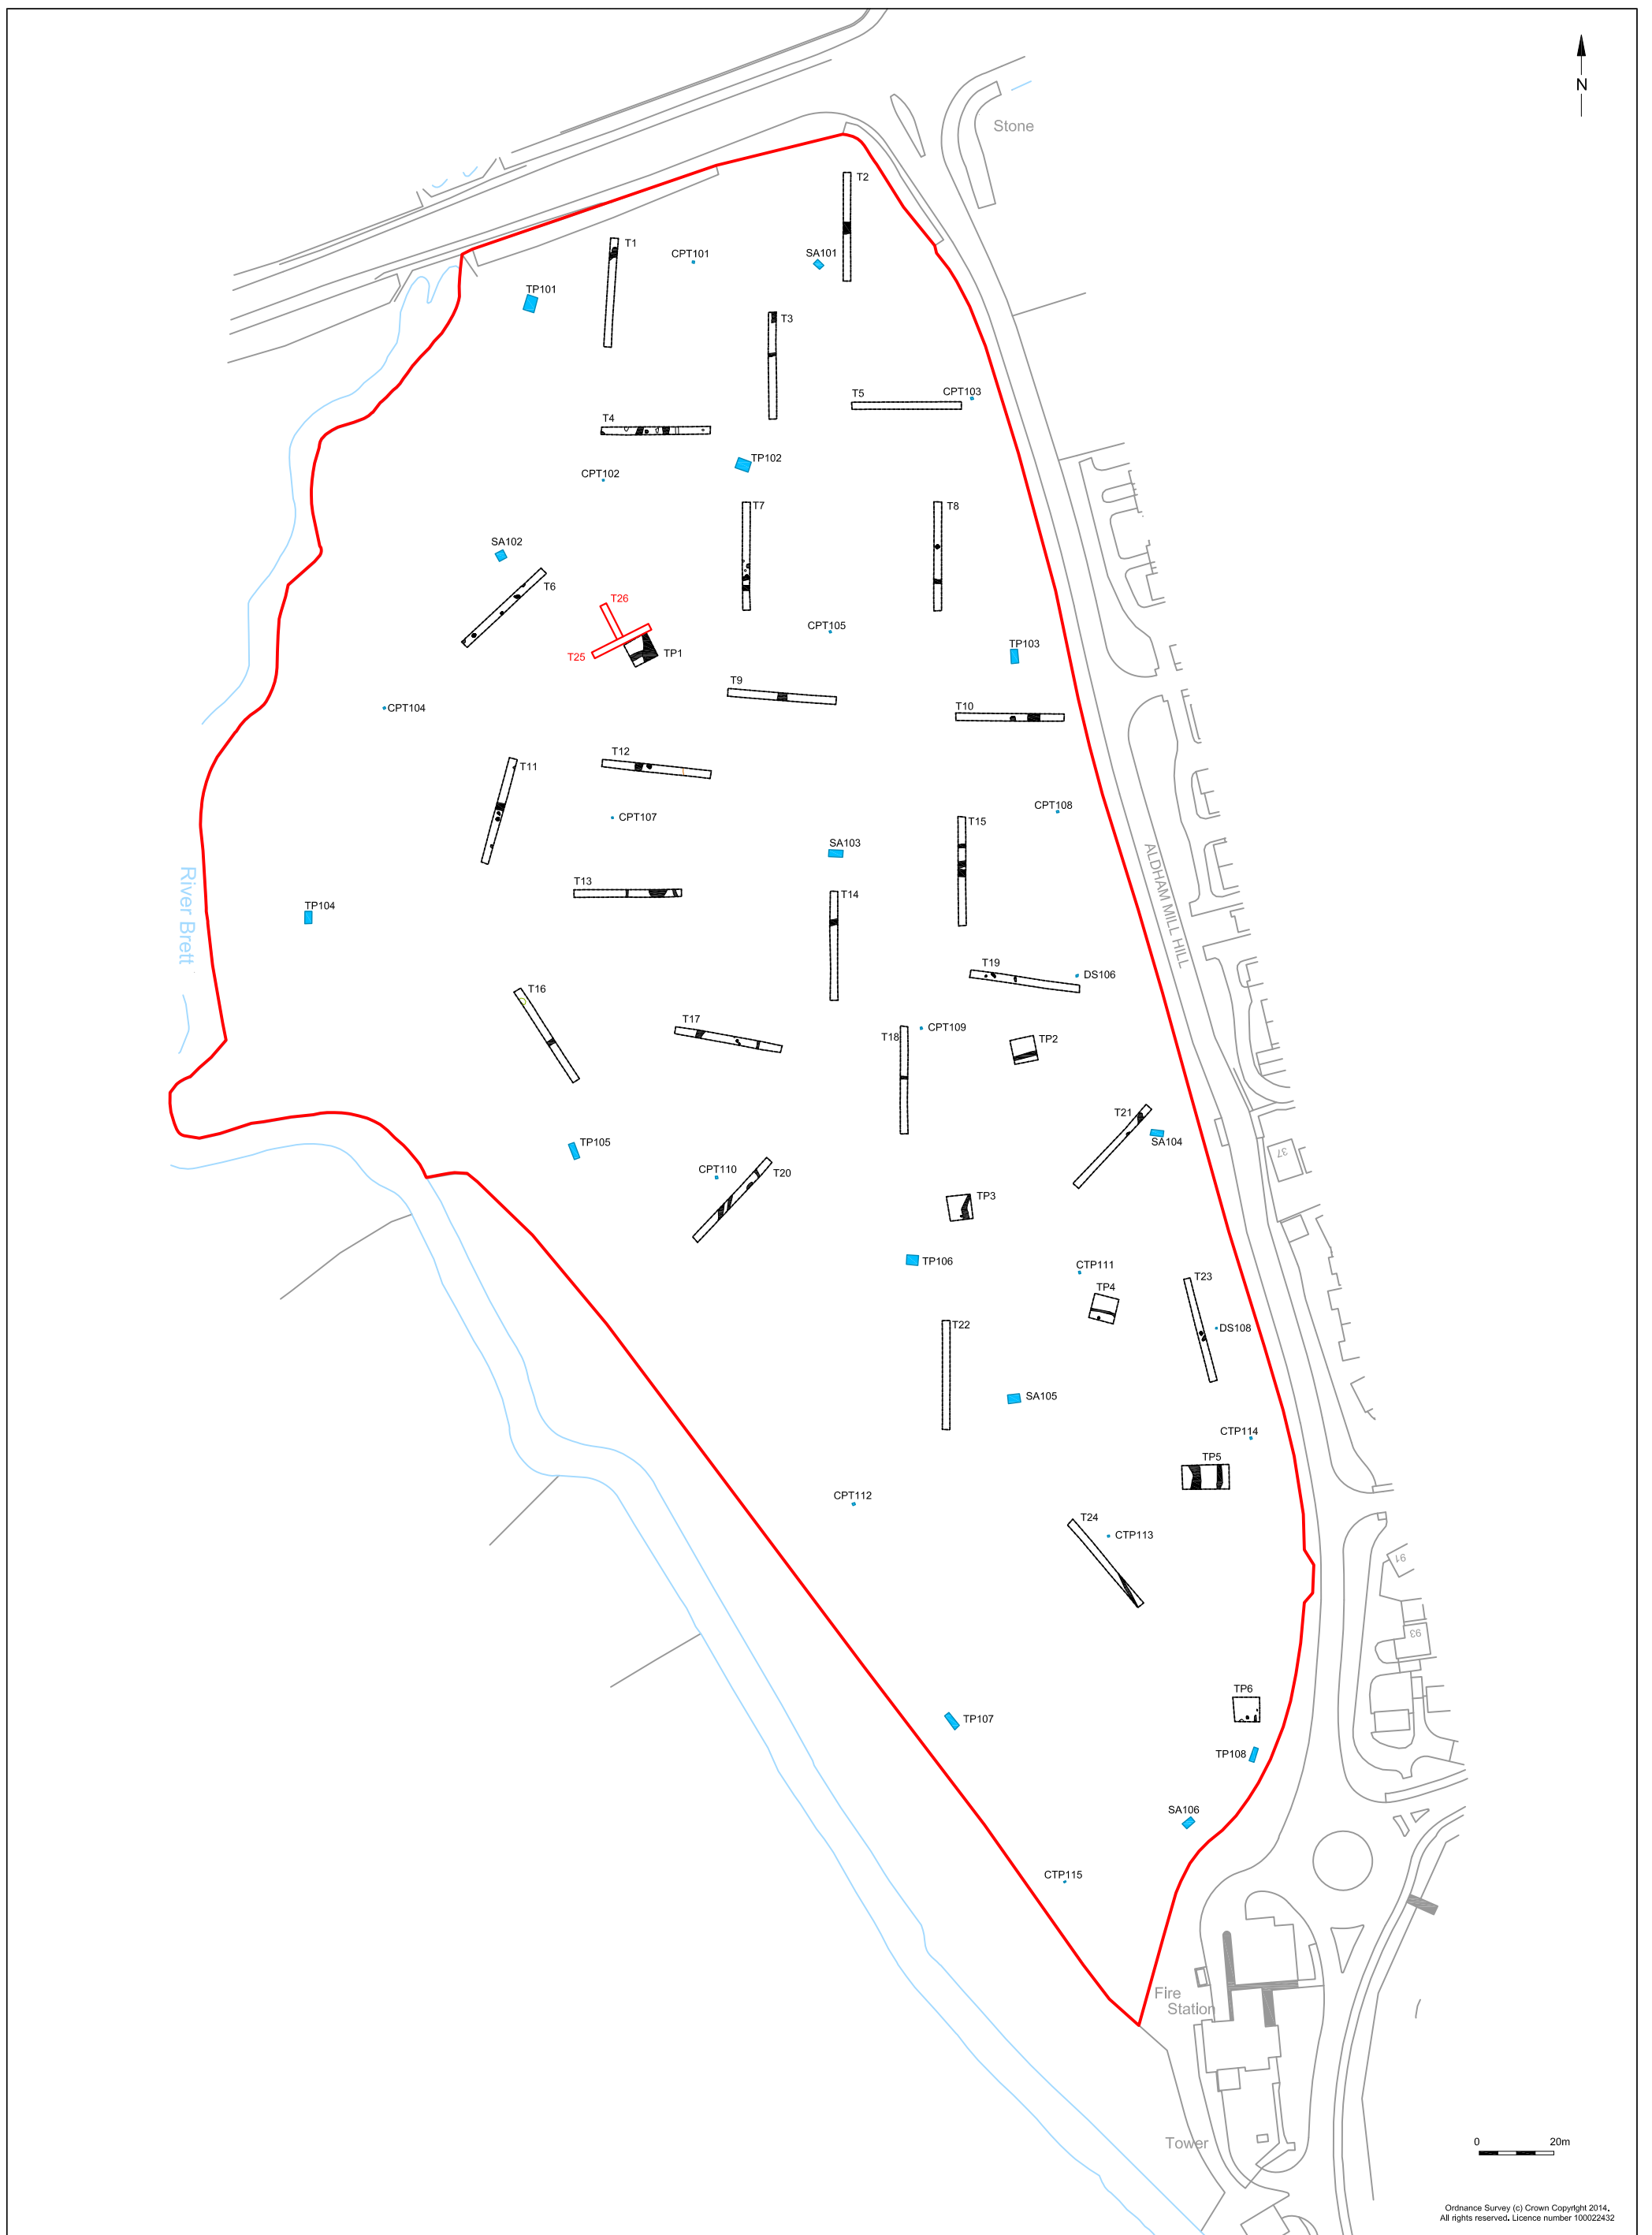 N
Stone
T2
T1
CPT101
SA101
TP101
T3
T5
CPT103
T4
TP102
CPT102
T7
T8
SA102
T6
T26
CPT105
T25
TP1
TP103
T9
CPT104
T10
T12
T11
CPT108
CPT107
T15
SA103
ALDHAM MILL HILL
River Brett
T13
T14
TP104
T19
DS106
T16
T17
CPT109
T18
TP2
T21
TP105
SA104
37
CPT110
T20
TP3
TP106
CTP111
T23
TP4
T22
DS108
SA105
CTP114
TP5
CPT112
T24
CTP113
91
93
TP6
TP107
TP108
SA106
CTP115
Fire
Station
Tower
0 20m
Ordnance Survey (c) Crown Copyright 2014.
All rights reserved. Licence number 100022432